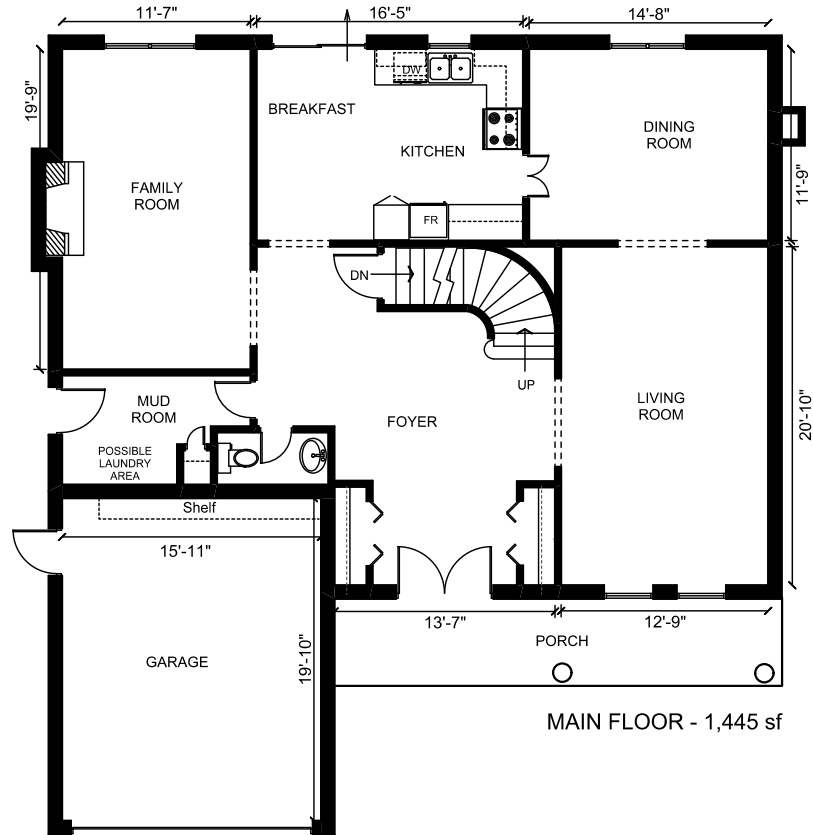 11'-7"
16'-5"
14'-8"
19'-9"
DW
BREAKFAST
KITCHEN
DINING
ROOM
FAMILY
ROOM
11'-9"
FR
DN
UP
MUD
ROOM
FOYER
LIVING
ROOM
20'-10"
POSSIBLE
LAUNDRY
AREA
Shelf
15'-11"
13'-7"
12'-9"
PORCH
GARAGE
19'-10"
MAIN FLOOR - 1,445 sf